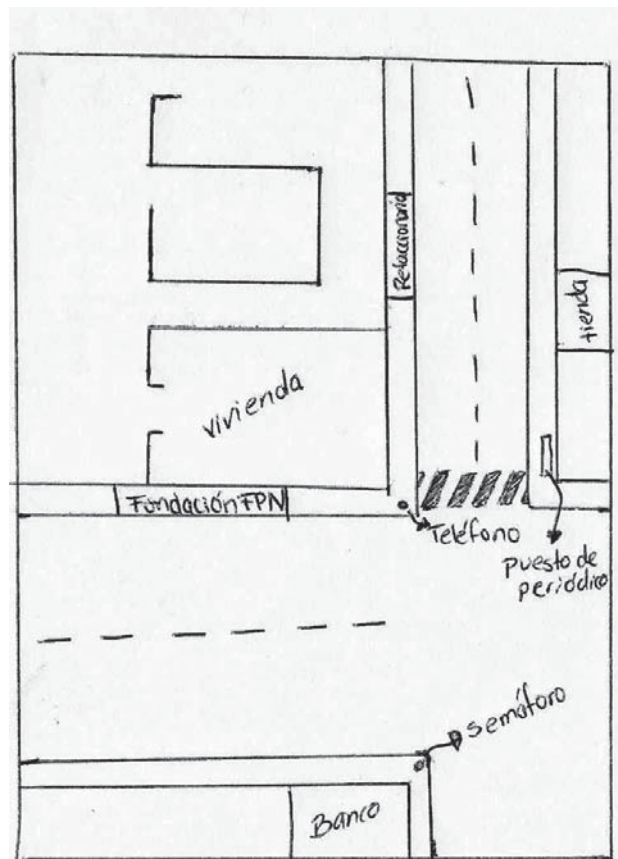 Refaccionaria
tienda
vivienda
Fundación FPN
Teléfono
puesto de
periódico
semáforo
Banco